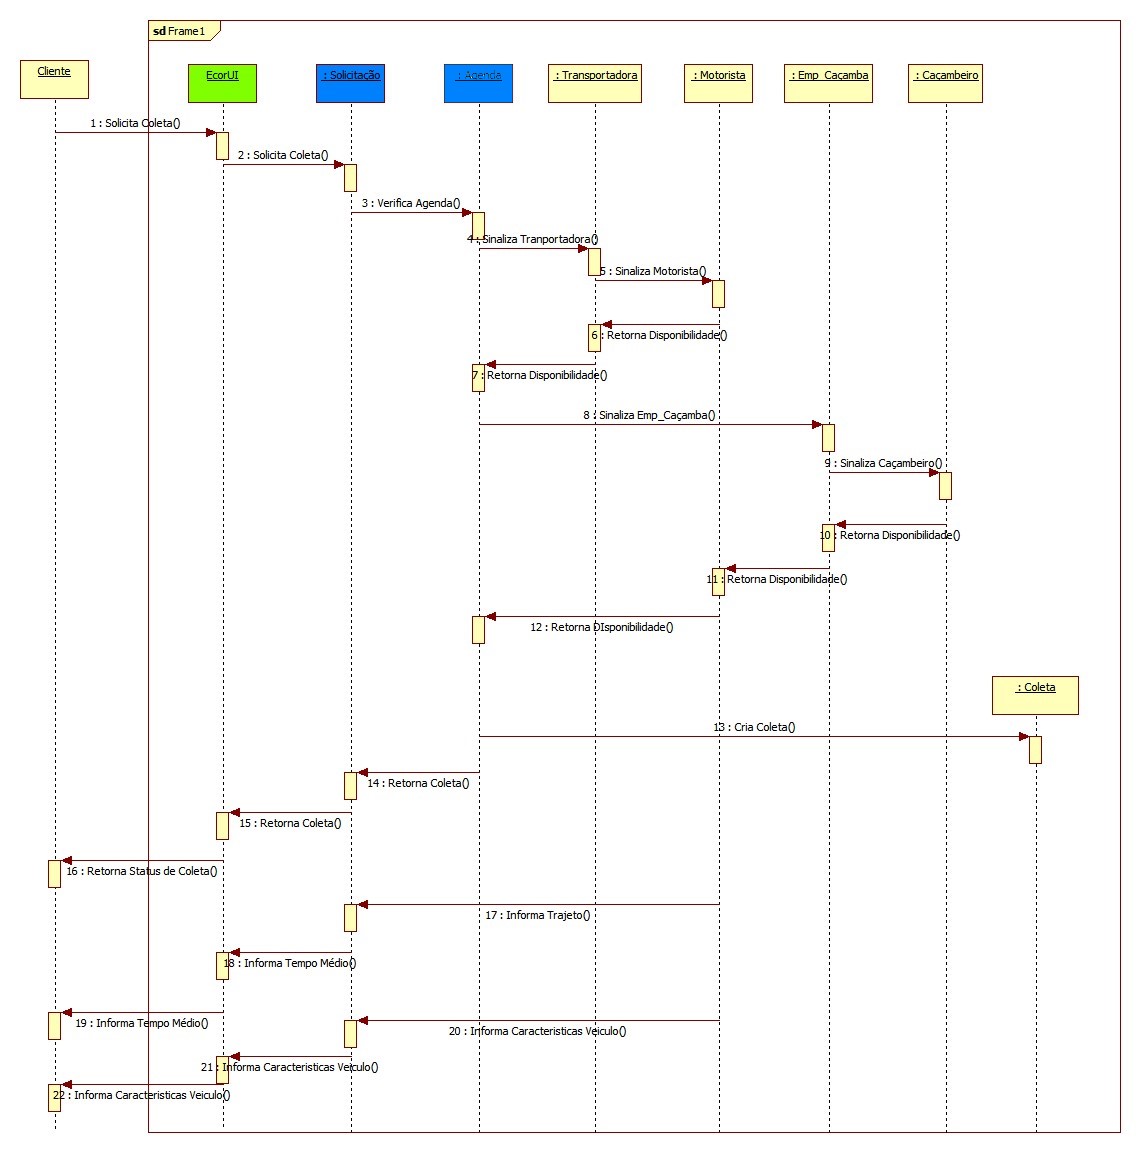 sd Frame1
Cliente
EcorUI
: Solicitação
: Agenda
: Transportadora
: Motorista
: Emp_Caçamba
: Caçambeiro
1 : Solicita Coleta()
2 : Solicita Coleta()
3 : Verifica Agenda()
4 : Sinaliza Tranportadora()
5 : Sinaliza Motorista()
6 : Retorna Disponibilidade()
7 : Retorna Disponibilidade()
8 : Sinaliza Emp_Caçamba()
9 : Sinaliza Caçambeiro()
10 : Retorna Disponibilidade()
11 : Retorna Disponibilidade()
12 : Retorna DIsponibilidade()
: Coleta
13 : Cria Coleta()
14 : Retorna Coleta()
15 : Retorna Coleta()
16 : Retorna Status de Coleta()
17 : Informa Trajeto()
18 : Informa Tempo Médio()
19 : Informa Tempo Médio()
20 : Informa Caracteristicas Veiculo()
21 : Informa Caracteristicas Veiculo()
22 : Informa Caracteristicas Veiculo()